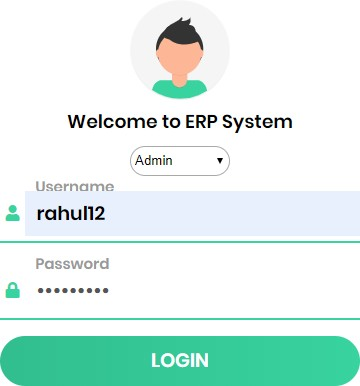 Welcome to ERP System
Admin
Username
rahul12
Password
•••••••••
LOGIN